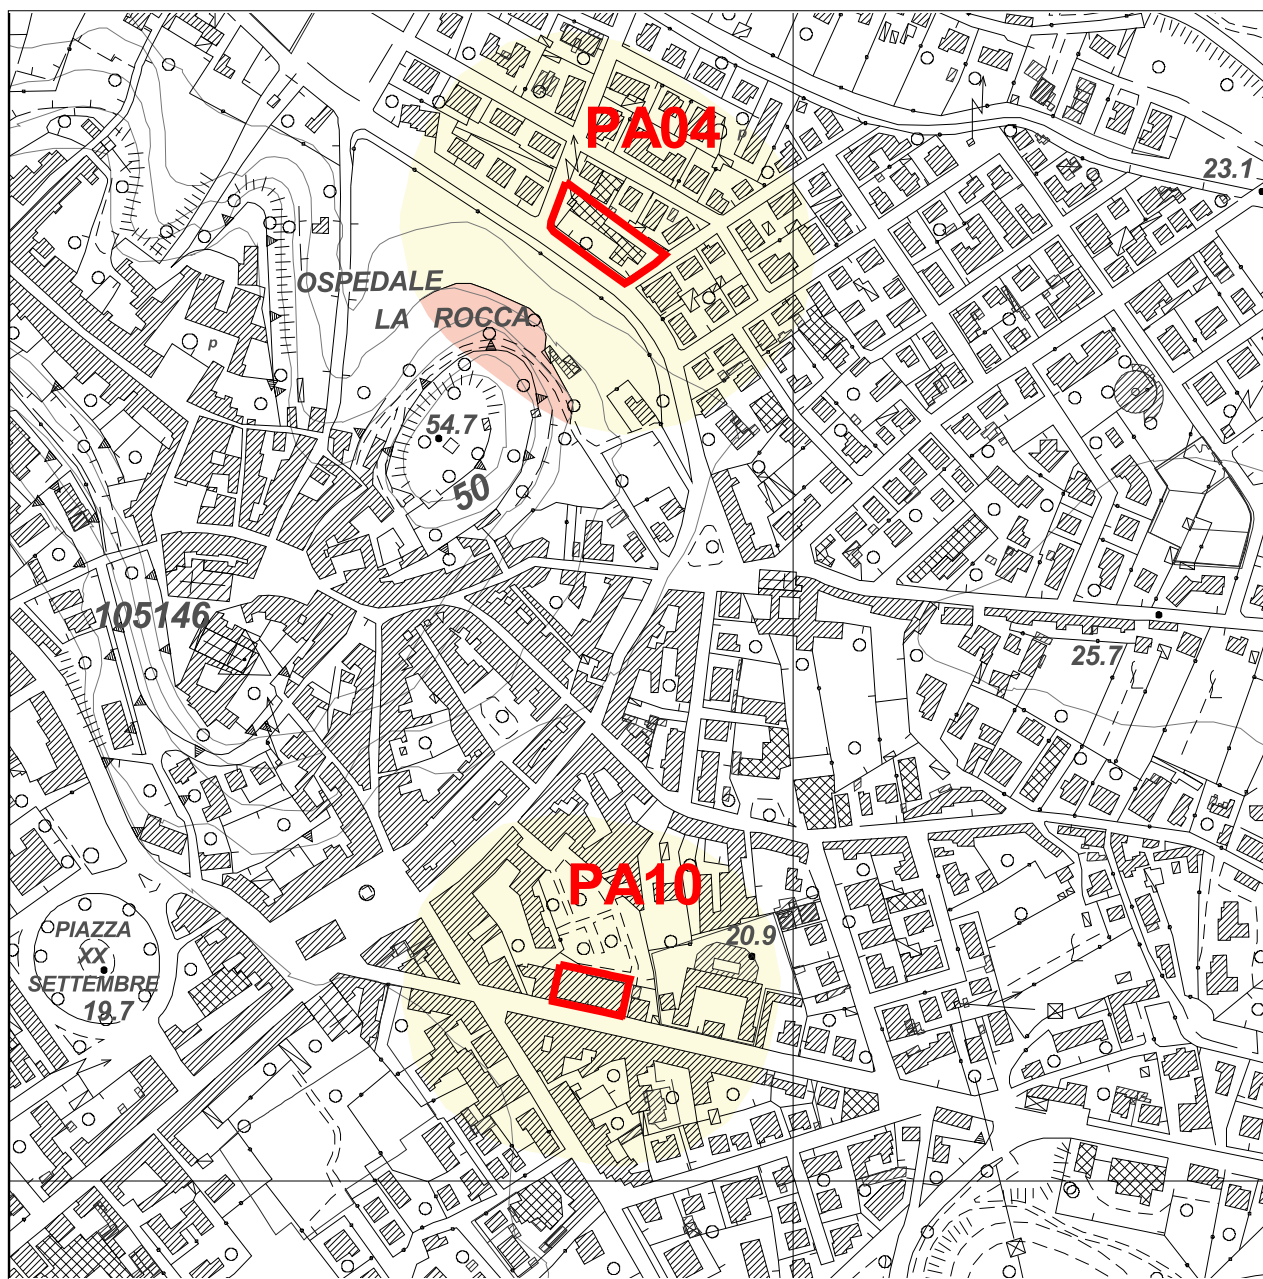 PA04
p
23.1
OSPEDALE
LA ROCCA
p
54.7
50
105146
25.7
PA10
20.9
PIAZZA
XX
SETTEMBRE
19.7